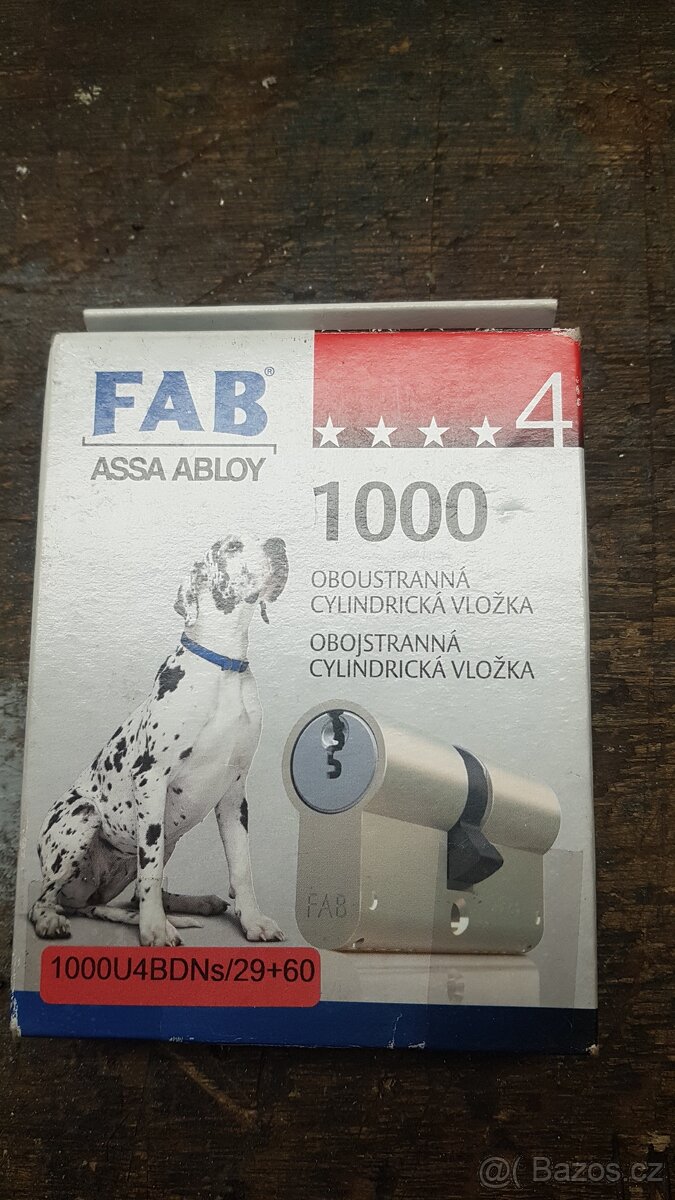 FAB®
ASSA ABLOY
4
1000
OBOUSTRANNÁ
CYLINDRICKÁ VLOŽKA
OBOJSTRANNÁ
CYLINDRICKÁ VLOŽKA
FAB
1000U4BDNs/29+60
@( Bazos.cz